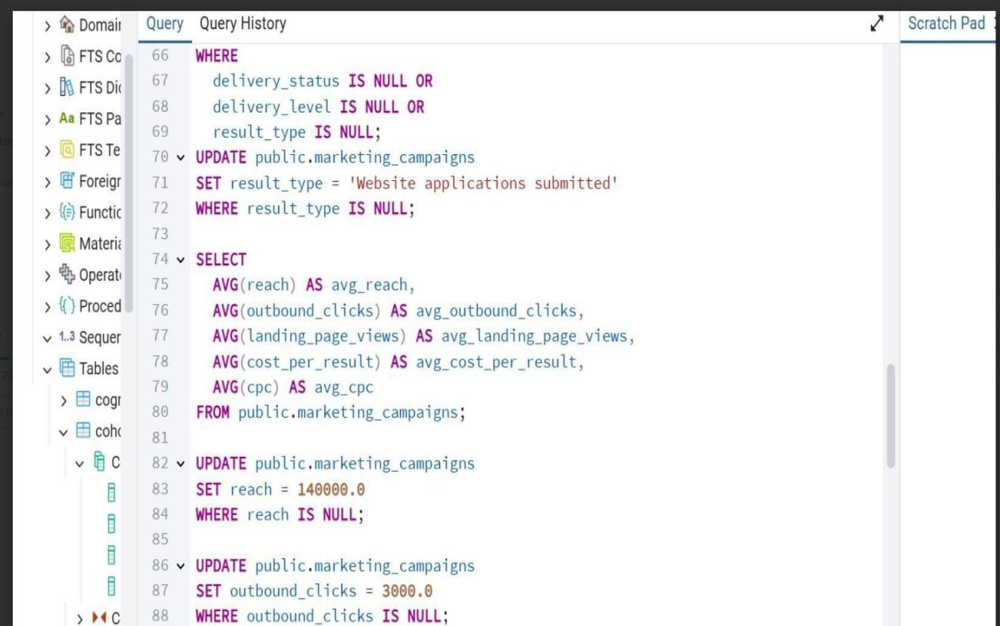 Query Query History Scratch Pad
Domain
FTS Co
FTS Dic
Aa FTS Pa
FTS Te
Foreigr
Functic
Materia
Operato
Proced
1..3 Sequer
Tables
cogr
coho
C
C
66 WHERE
67 delivery_status IS NULL OR
68 delivery_level IS NULL OR
69 result_type IS NULL;
70 UPDATE public.marketing_campaigns
71 SET result_type = 'Website applications submitted'
72 WHERE result_type IS NULL;
73
74 SELECT
75 AVG(reach) AS avg_reach,
76 AVG(outbound_clicks) AS avg_outbound_clicks,
77 AVG(landing_page_views) AS avg_landing_page_views,
78 AVG(cost_per_result) AS avg_cost_per_result,
79 AVG(cpc) AS avg_cpc
80 FROM public.marketing_campaigns;
81
82 UPDATE public.marketing_campaigns
83 SET reach = 140000.0
84 WHERE reach IS NULL;
85
86 UPDATE public.marketing_campaigns
87 SET outbound_clicks = 3000.0
88 WHERE outbound_clicks IS NULL;